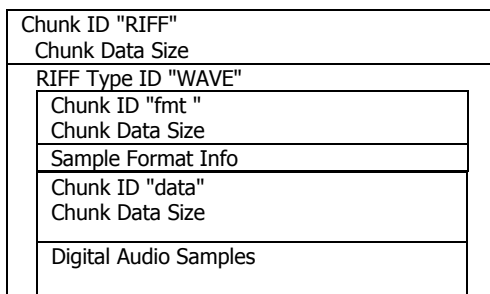 Chunk ID "RIFF"
Chunk Data Size
RIFF Type ID "WAVE"
Chunk ID "fmt "
Chunk Data Size
Sample Format Info
Chunk ID "data"
Chunk Data Size
Digital Audio Samples